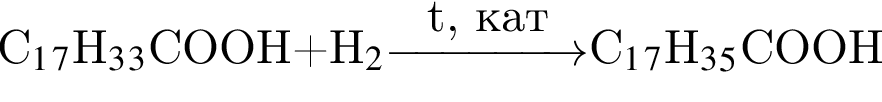 C₁₇H₃₃COOH+H₂ —t, кат→ C₁₇H₃₅COOH